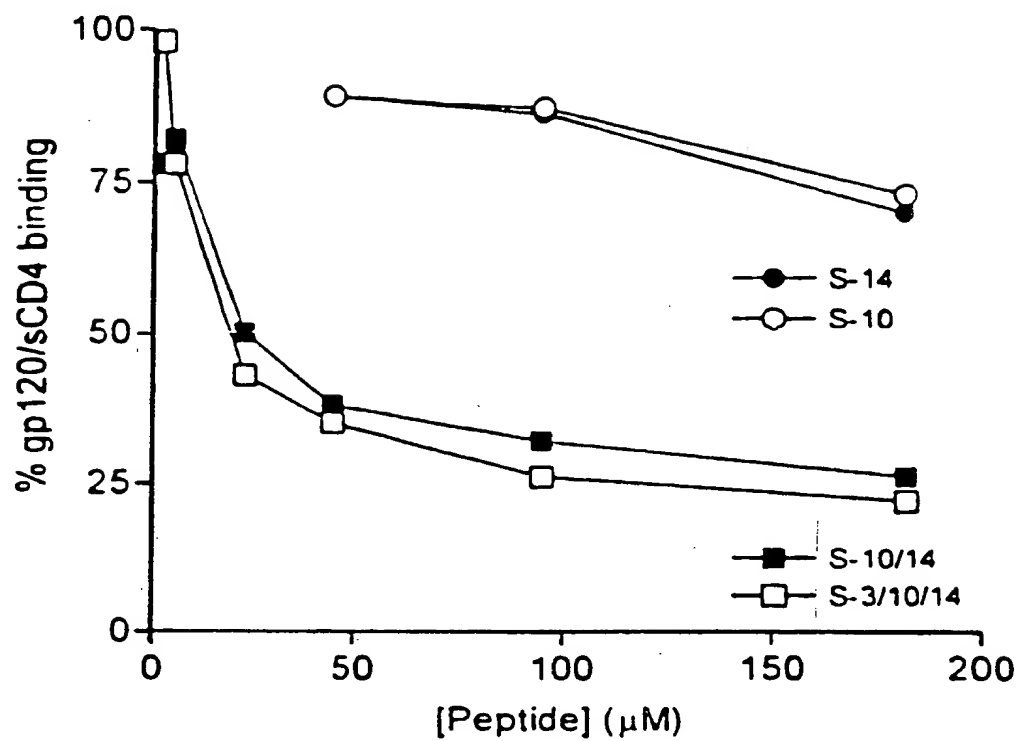 % gp120/sCD4 binding
100
75
50
25
0
0 50 100 150 200
[Peptide] (μM)
S-14
S-10
S-10/14
S-3/10/14